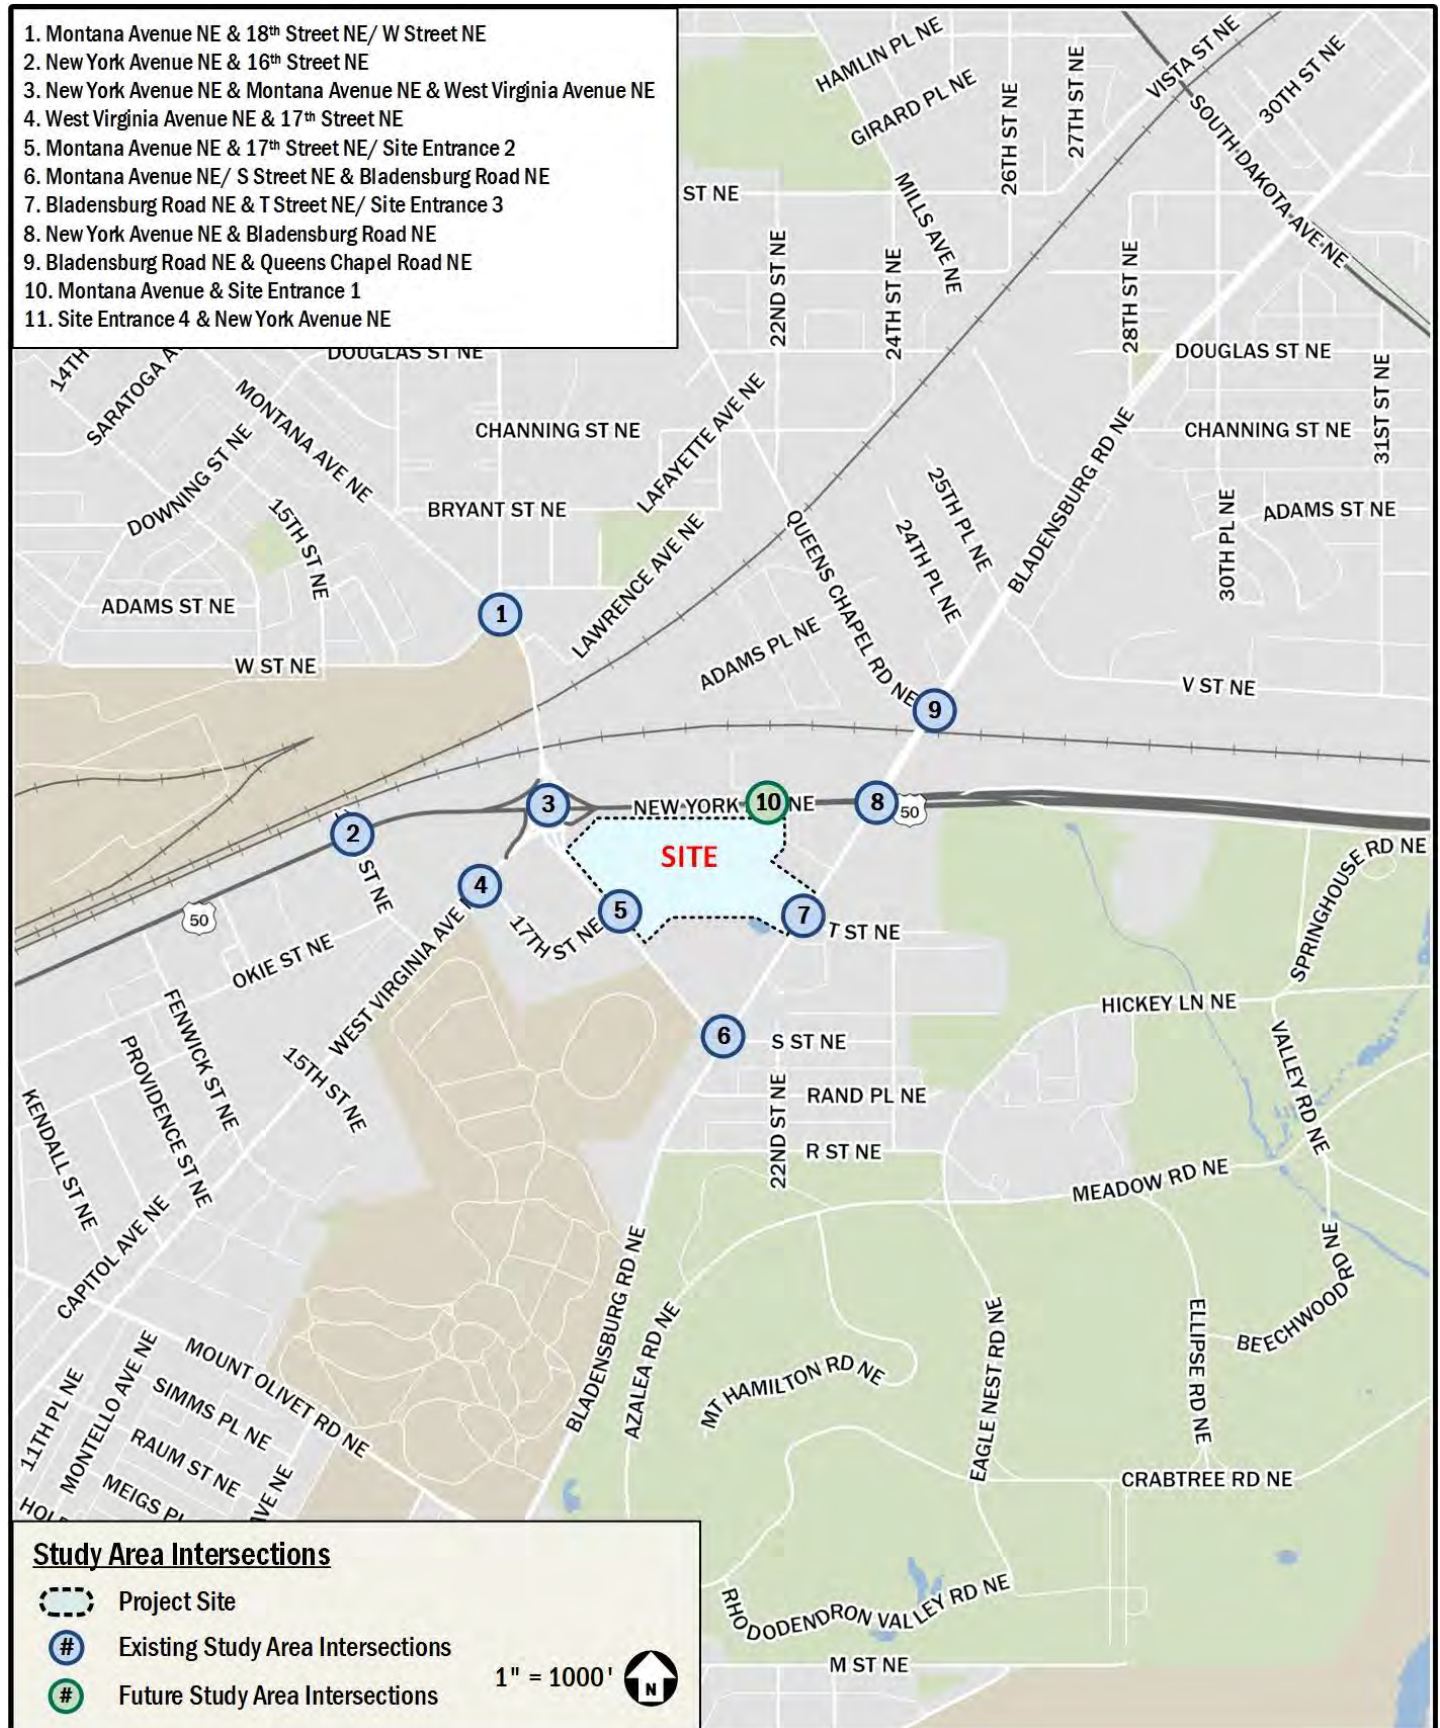 1. Montana Avenue NE & 18th Street NE/ W Street NE
2. New York Avenue NE & 16th Street NE
3. New York Avenue NE & Montana Avenue NE & West Virginia Avenue NE
4. West Virginia Avenue NE & 17th Street NE
5. Montana Avenue NE & 17th Street NE/ Site Entrance 2
6. Montana Avenue NE/ S Street NE & Bladensburg Road NE
7. Bladensburg Road NE & T Street NE/ Site Entrance 3
8. New York Avenue NE & Bladensburg Road NE
9. Bladensburg Road NE & Queens Chapel Road NE
10. Montana Avenue & Site Entrance 1
11. Site Entrance 4 & New York Avenue NE
HAMLIN PL NE
GIRARD PL NE
26TH ST NE
27TH ST NE
VISTA ST NE
30TH ST NE
SOUTH DAKOTA AVE NE
ST NE
MILLS AVE NE
22ND ST NE
24TH ST NE
28TH ST NE
14TH
SARATOGA
DOUGLAS ST NE
DOUGLAS ST NE
31ST ST NE
MONTANA AVE NE
CHANNING ST NE
LAFAYETTE AVE NE
BLADENSBURG RD NE
CHANNING ST NE
DOWNING ST NE
15TH ST NE
BRYANT ST NE
QUEENS CHAPEL RD NE
25TH PL NE
24TH PL NE
30TH PL NE
ADAMS ST NE
LAWRENCE AVE NE
ADAMS ST NE
1
ADAMS PL NE
W ST NE
V ST NE
9
3
NEW YORK
10
NE
8
50
2
SITE
ST NE
4
5
7
T ST NE
SPRINGHOUSE RD NE
50
17TH ST NE
OKIE ST NE
WEST VIRGINIA AVE
HICKEY LN NE
FENWICK ST NE
6
S ST NE
VALLEY RD NE
PROVIDENCE ST NE
15TH ST NE
22ND ST NE
RAND PL NE
KENDALL ST NE
R ST NE
MEADOW RD NE
CAPITOL AVE NE
BLADENSBURG RD NE
BEECHWOOD RD NE
AZALEA RD NE
EAGLE NEST RD NE
ELLIPSE RD NE
MOUNT OLIVET RD NE
MT HAMILTON RD NE
11TH PL NE
MONTELLO AVE NE
SIMMS PL NE
RAUM ST NE
MEIGS PL
AVE NE
CRABTREE RD NE
Study Area Intersections
Project Site
# Existing Study Area Intersections
# Future Study Area Intersections
1" = 1000'
N
RHODODENDRON VALLEY RD NE
M ST NE